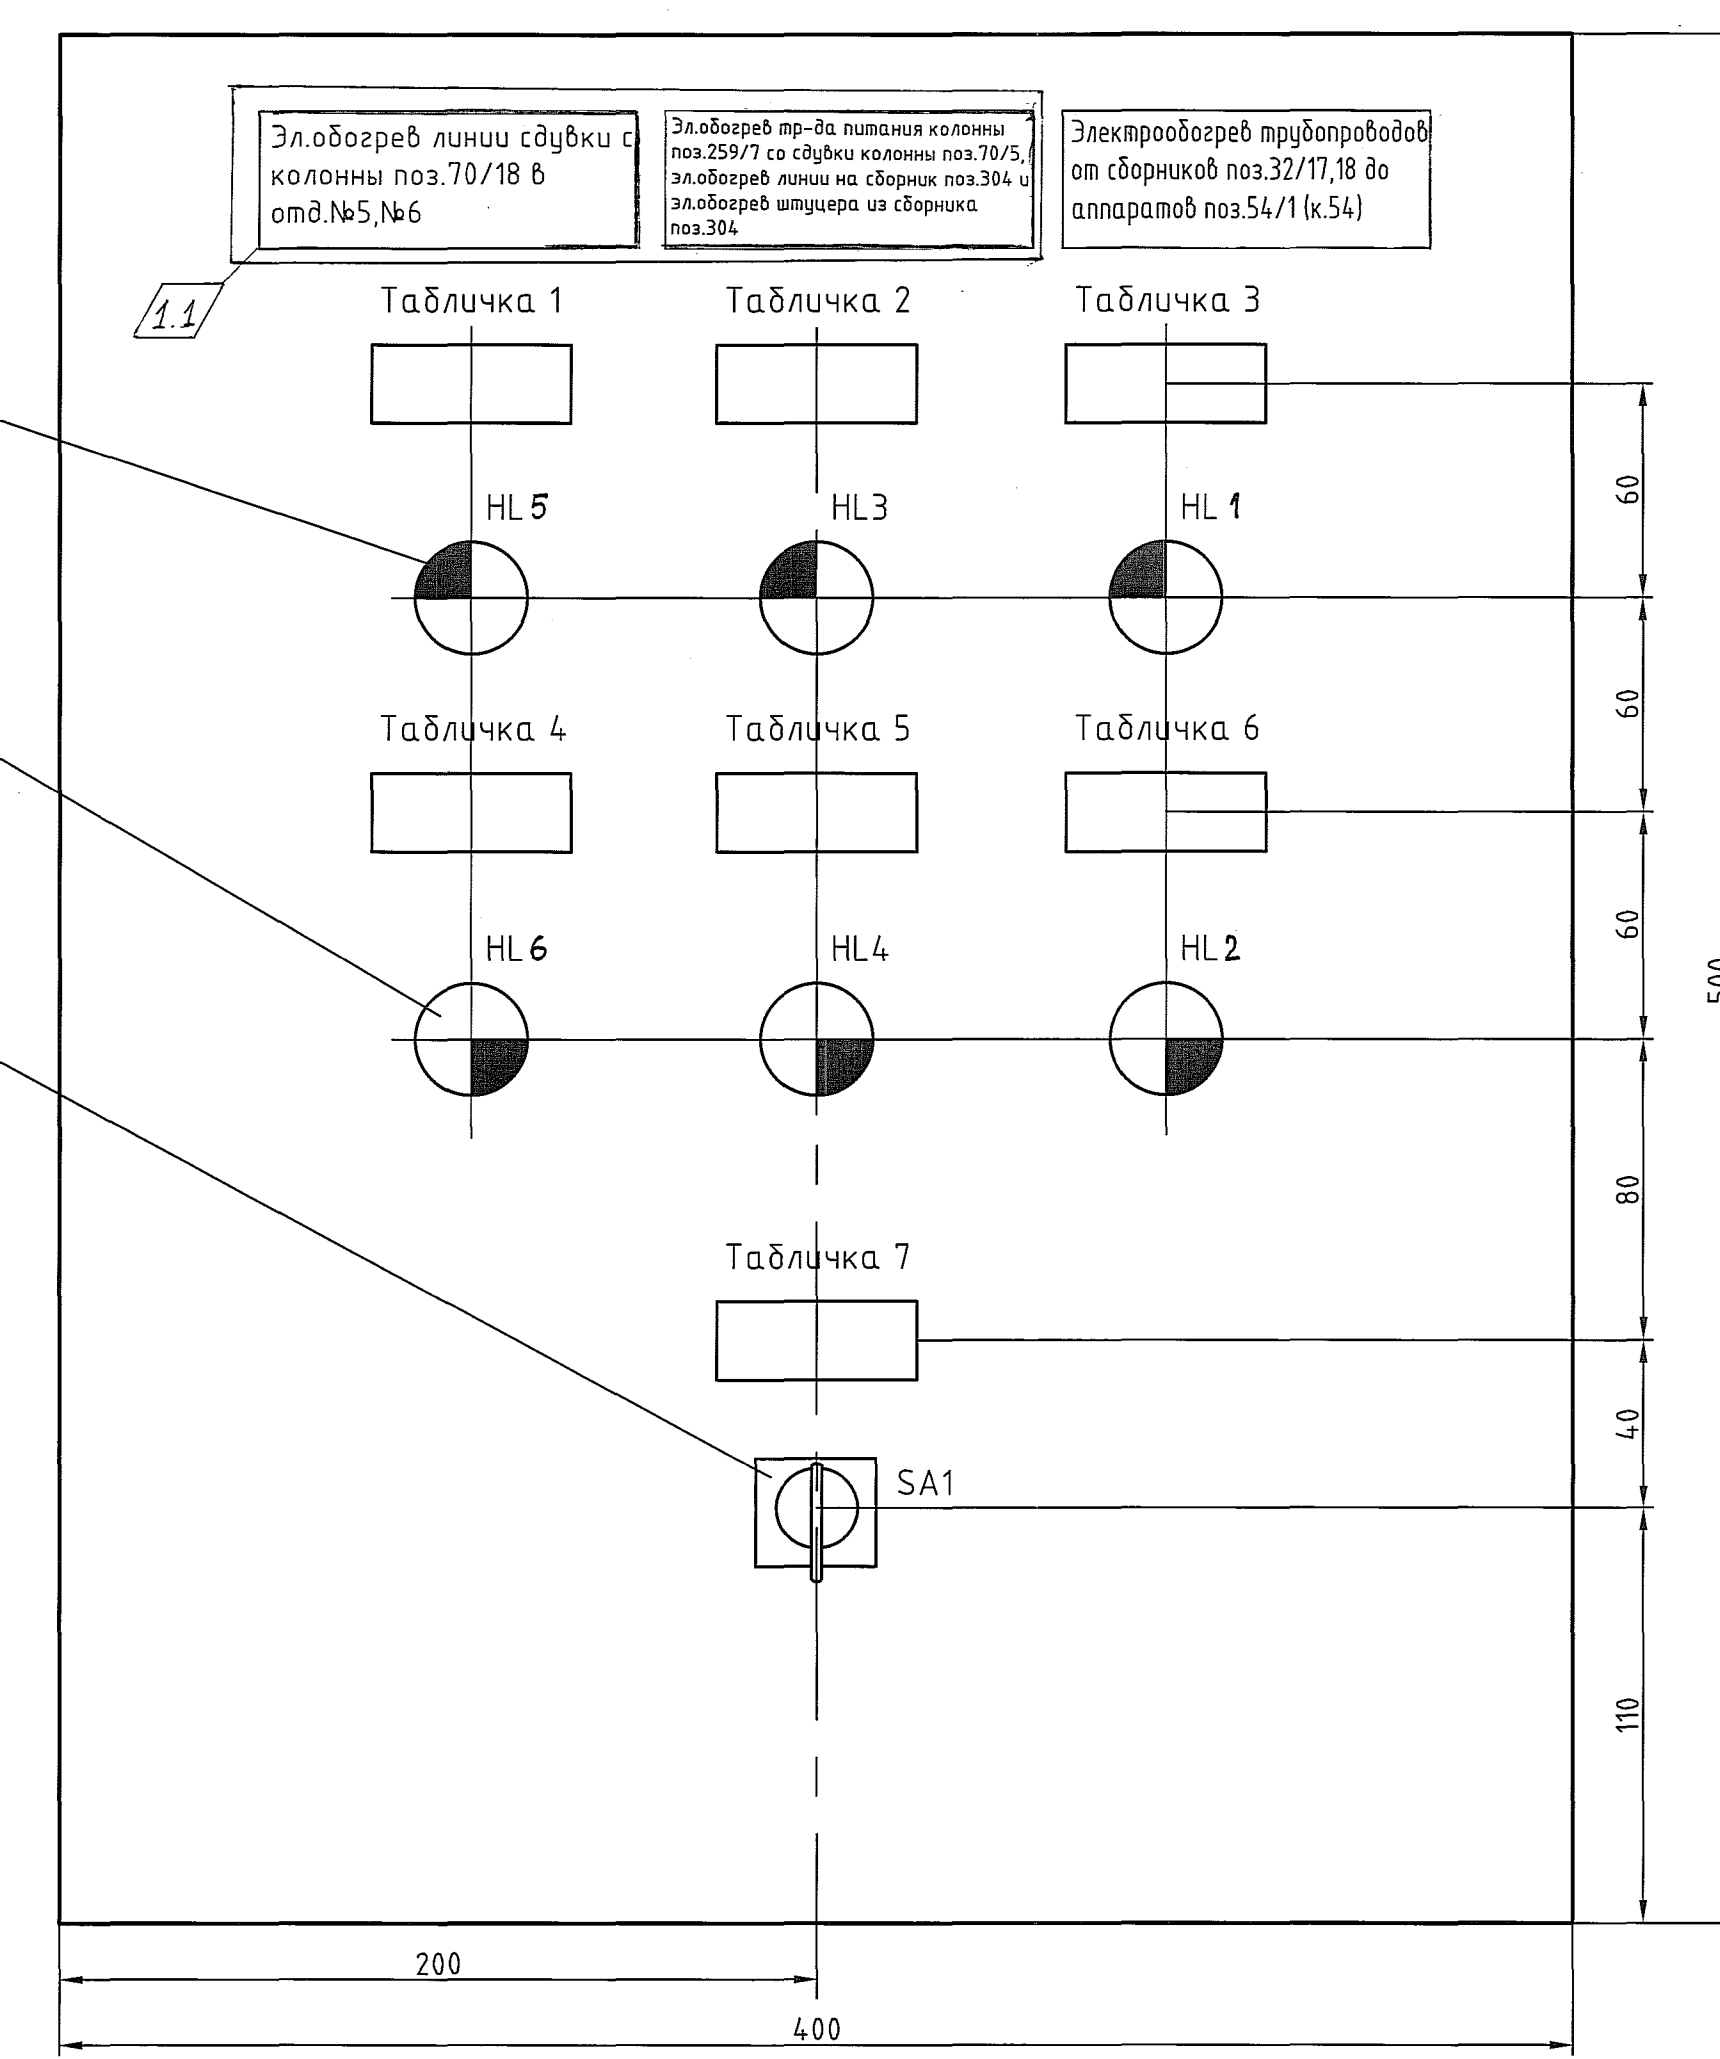 Эл.обогрев линии сдувки с
колонны поз.70/18 в
отд.№5,№6
Эл.обогрев тр-да питания колонны
поз.259/7 со сдувки колонны поз.70/5,
эл.обогрев линии на сборник поз.304 и
эл.обогрев штуцера из сборника
поз.304
Электрообогрев трубопроводов
от сборников поз.32/17,18 до
аппаратов поз.54/1 (к.54)
1.1
Табличка 1
Табличка 2
Табличка 3
60
HL5
HL3
HL1
60
Табличка 4
Табличка 5
Табличка 6
60
HL6
HL4
HL2
500
80
Табличка 7
40
SA1
110
200
400